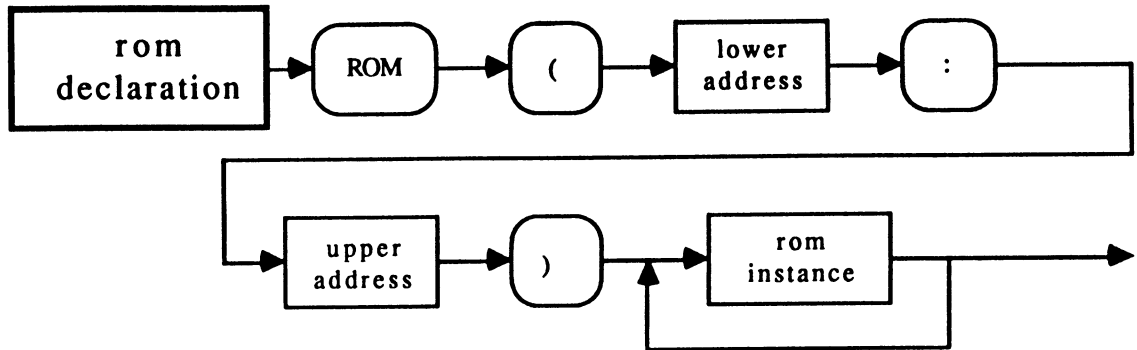 rom
declaration
ROM
(
lower
address
:
upper
address
)
rom
instance